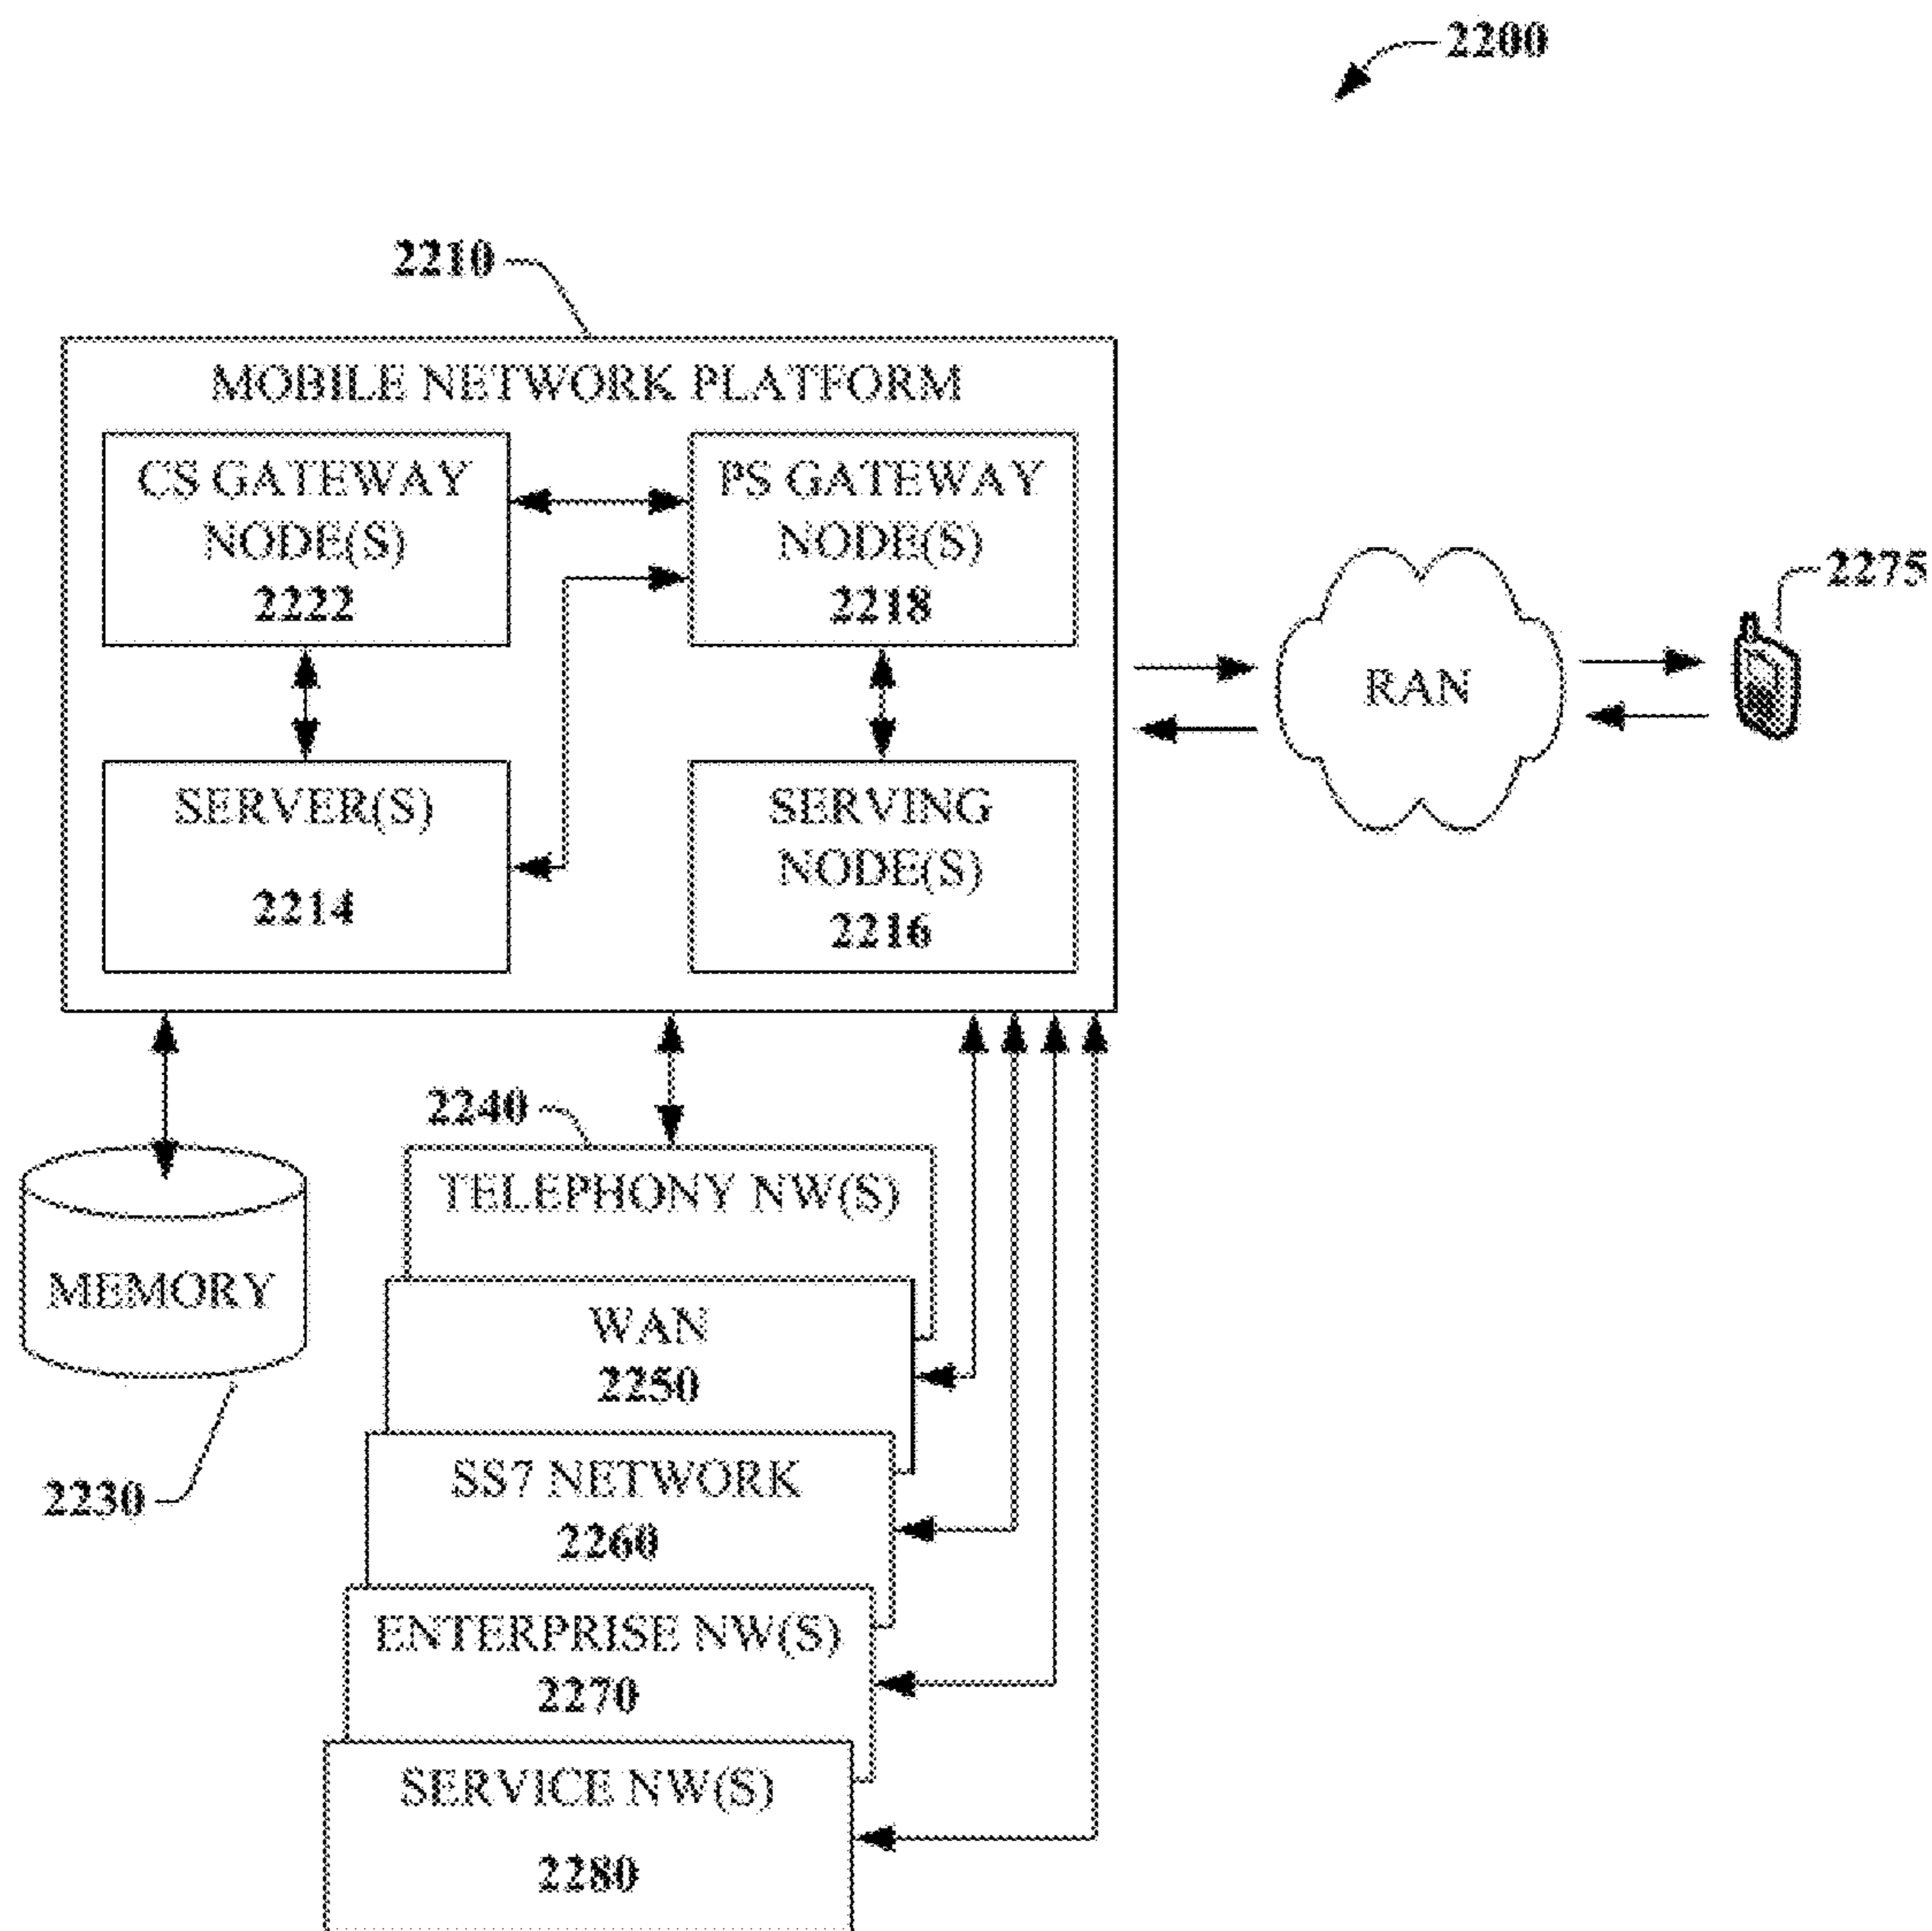 2200
2210
MOBILE NETWORK PLATFORM
CS GATEWAY
NODE(S)
2222
PS GATEWAY
NODE(S)
2218
SERVER(S)
2214
SERVING
NODE(S)
2216
RAN
2275
2240
TELEPHONY NW(S)
MEMORY
2230
WAN
2250
SS7 NETWORK
2260
ENTERPRISE NW(S)
2270
SERVICE NW(S)
2280